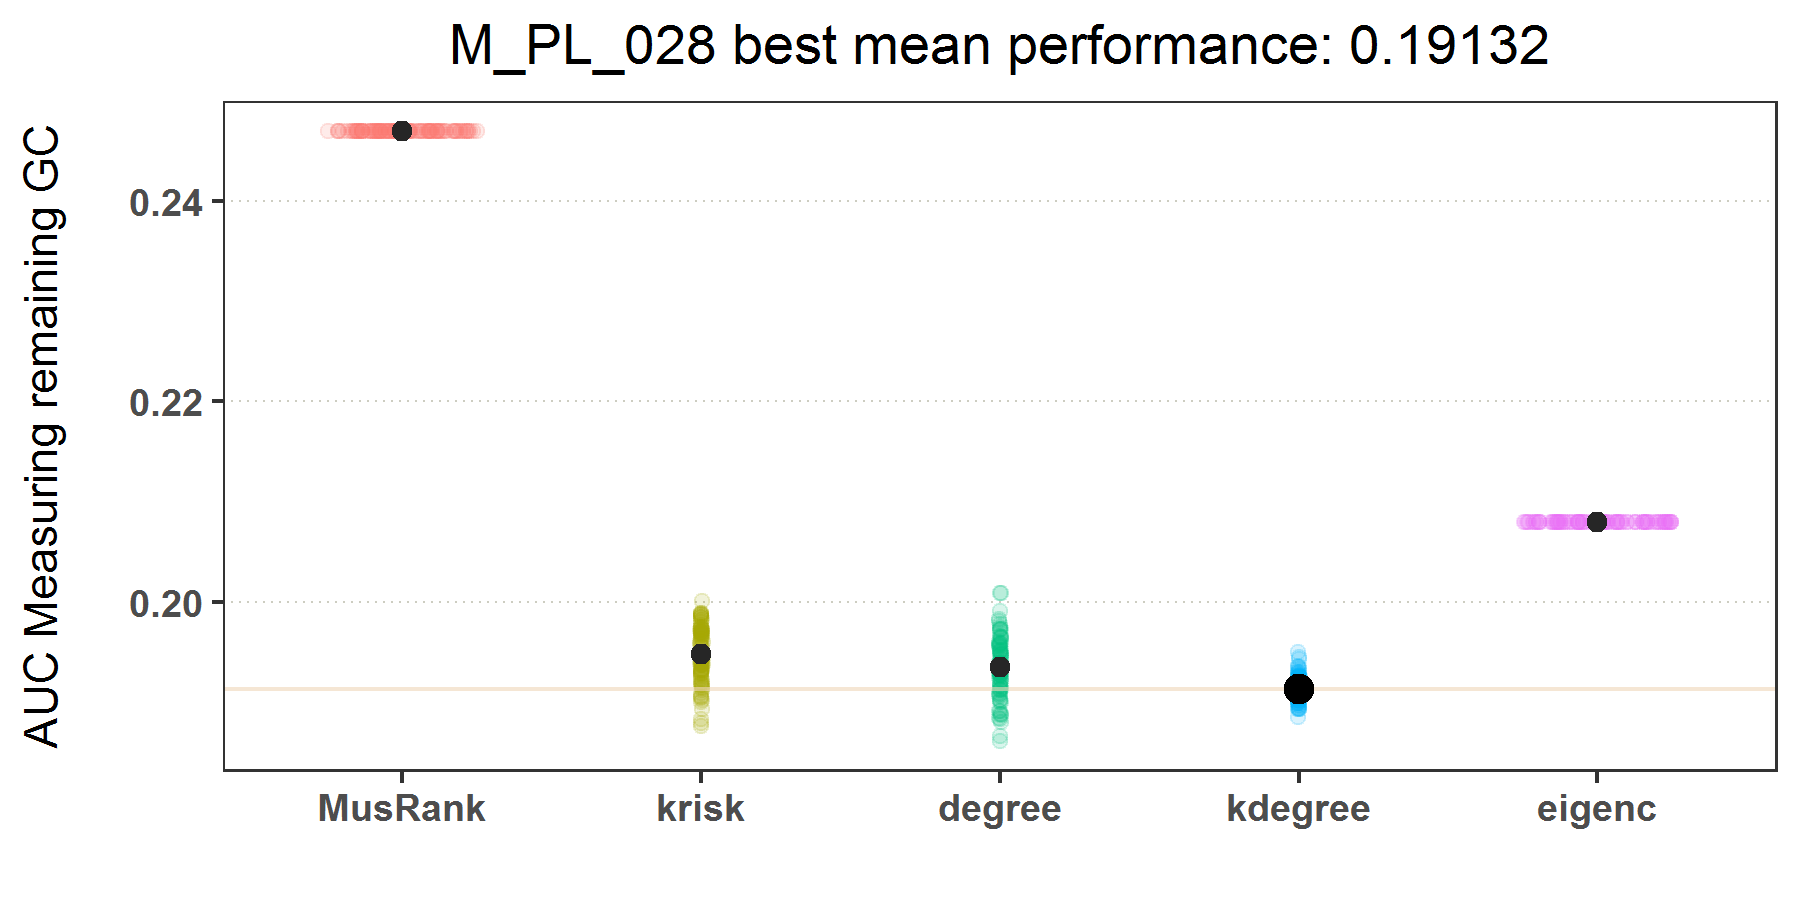 M_PL_028 best mean performance: 0.19132
AUC Measuring remaining GC
0.24
0.22
0.20
MusRank krisk degree kdegree eigenc